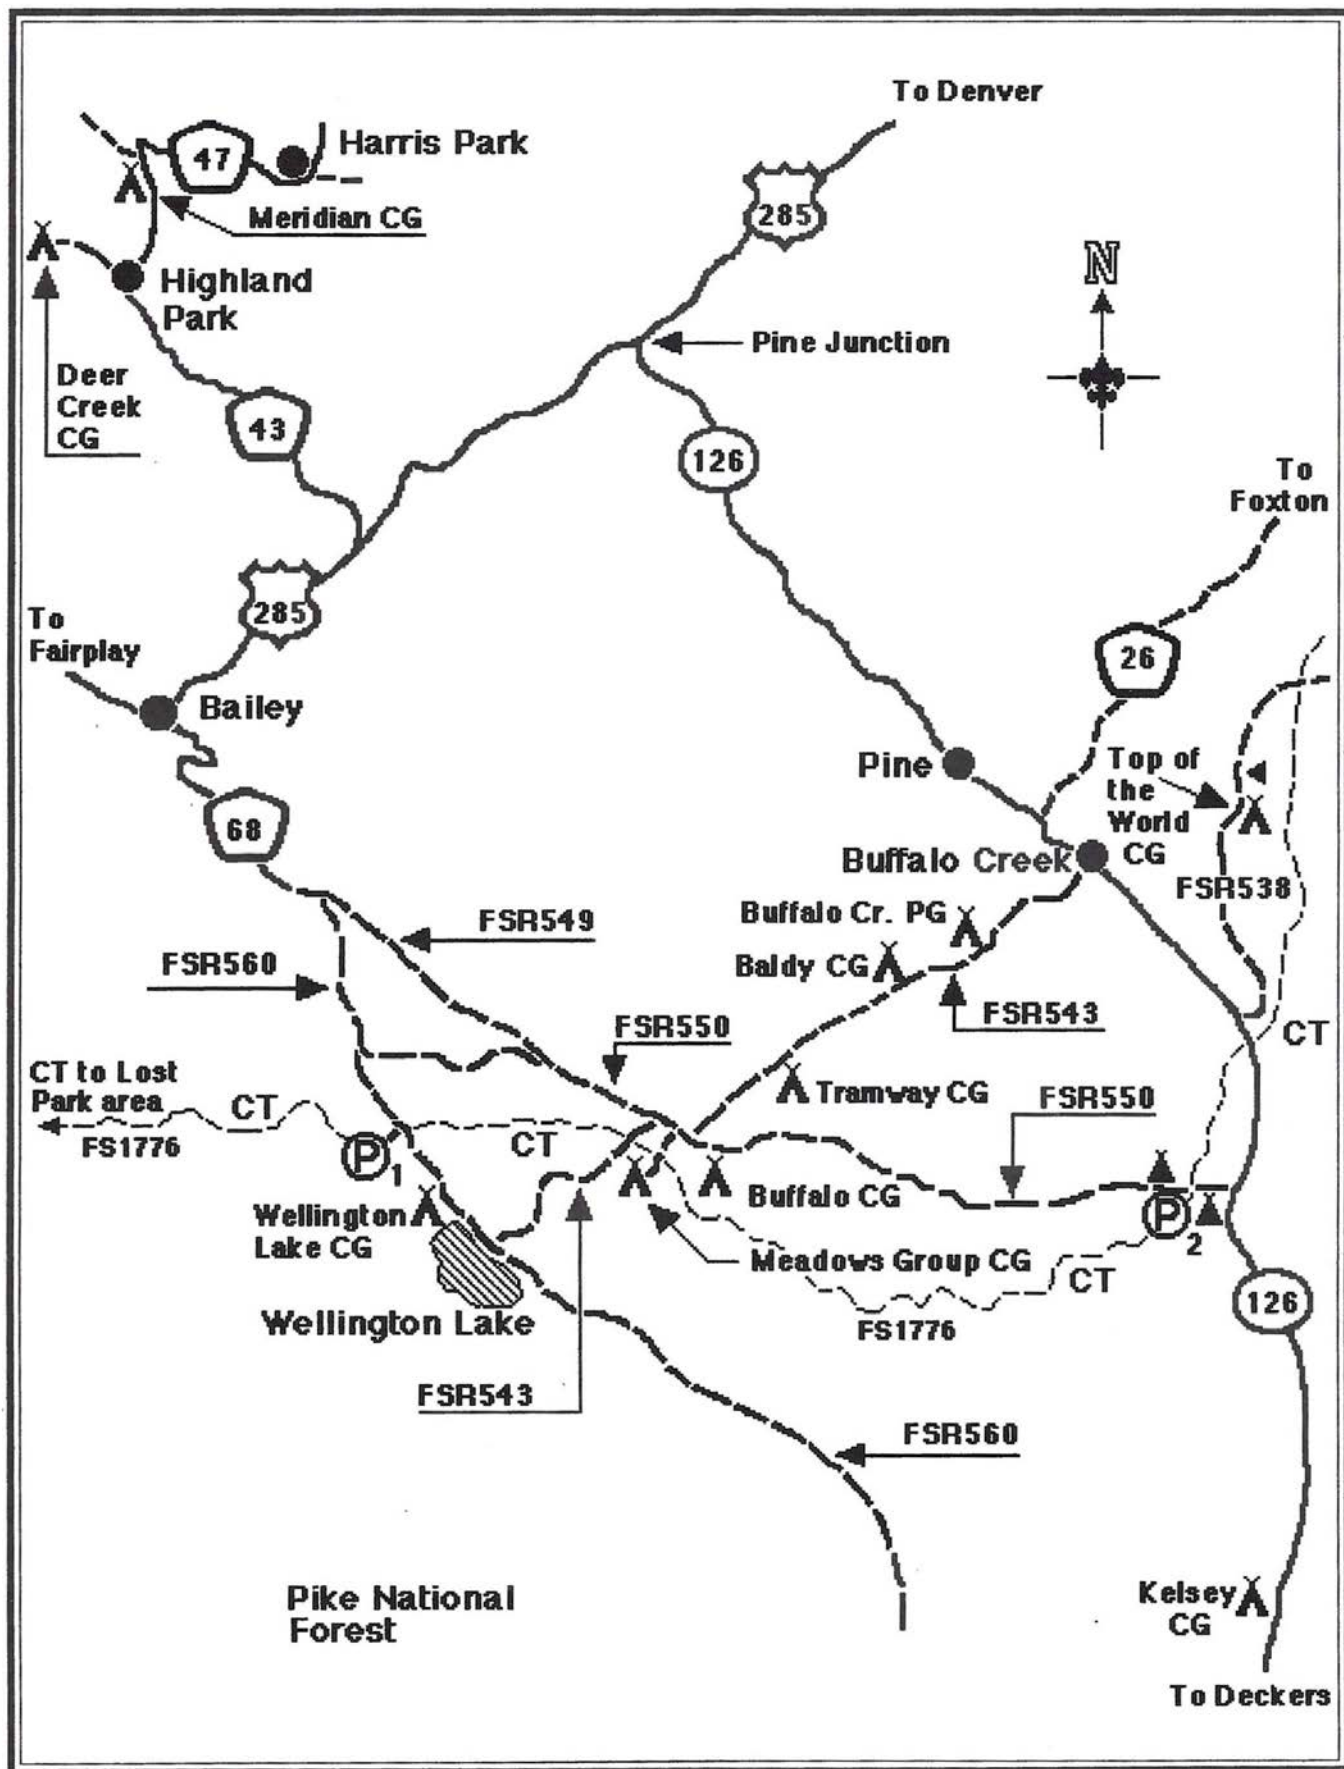 To Denver
47
Harris Park
285
Meridian CG
N
Highland
Park
Pine Junction
Deer
Creek
CG
43
126
To
Foxton
285
To
Fairplay
26
Bailey
Pine
Top of
the
World
CG
68
Buffalo Creek
FSR538
Buffalo Cr. PG
FSR549
Baldy CG
FSR560
FSR543
FSR550
CT
CT to Lost
Park area
CT
Tramway CG
FSR550
FS1776
CT
P1
Buffalo CG
Wellington
Lake CG
P2
Meadows Group CG
CT
126
Wellington Lake
FS1776
FSR543
FSR560
Pike National
Forest
Kelsey
CG
To Deckers